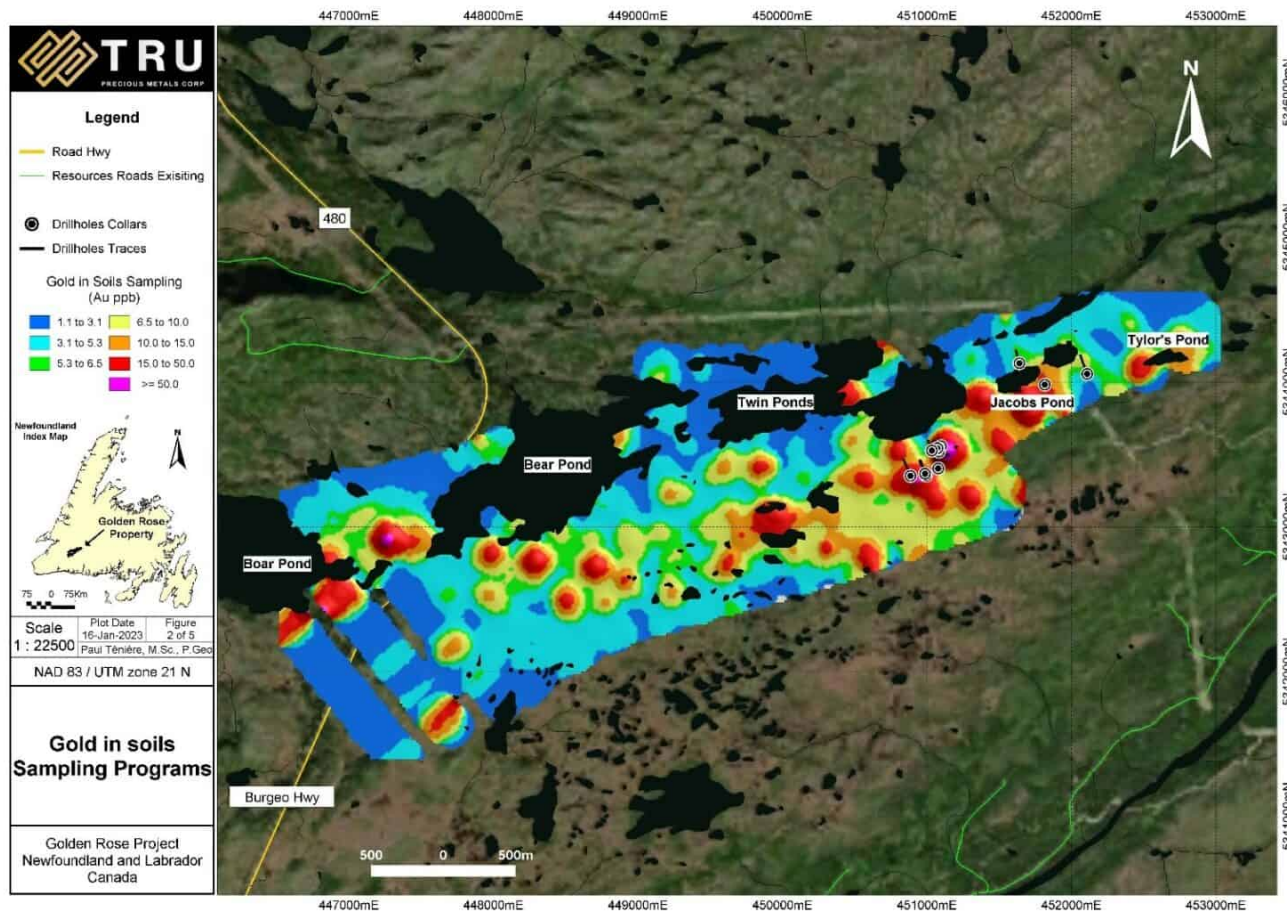 447000mE 448000mE 449000mE 450000mE 451000mE 452000mE 453000mE
TRU
PRECIOUS METALS CORP
Legend
Road Hwy
Resources Roads Exisiting
Drillholes Collars
Drillholes Traces
Gold in Soils Sampling
(Au ppb)
1.1 to 3.1 6.5 to 10.0
3.1 to 5.3 10.0 to 15.0
5.3 to 6.5 15.0 to 50.0
>= 50.0
Newfoundland
Index Map
N
Golden Rose
Property
75 0 75Km
Scale
1 : 22500
Plot Date
16-Jan-2023
Figure
2 of 5
Paul Ténière, M.Sc., P.Geo
NAD 83 / UTM zone 21 N
Gold in soils
Sampling Programs
Golden Rose Project
Newfoundland and Labrador
Canada
N
480
Tylor's Pond
Twin Ponds
Jacobs Pond
Bear Pond
Boar Pond
Burgeo Hwy
500 0 500m
5346000mN
5345000mN
5344000mN
5343000mN
5342000mN
5341000mN
447000mE 448000mE 449000mE 450000mE 451000mE 452000mE 453000mE